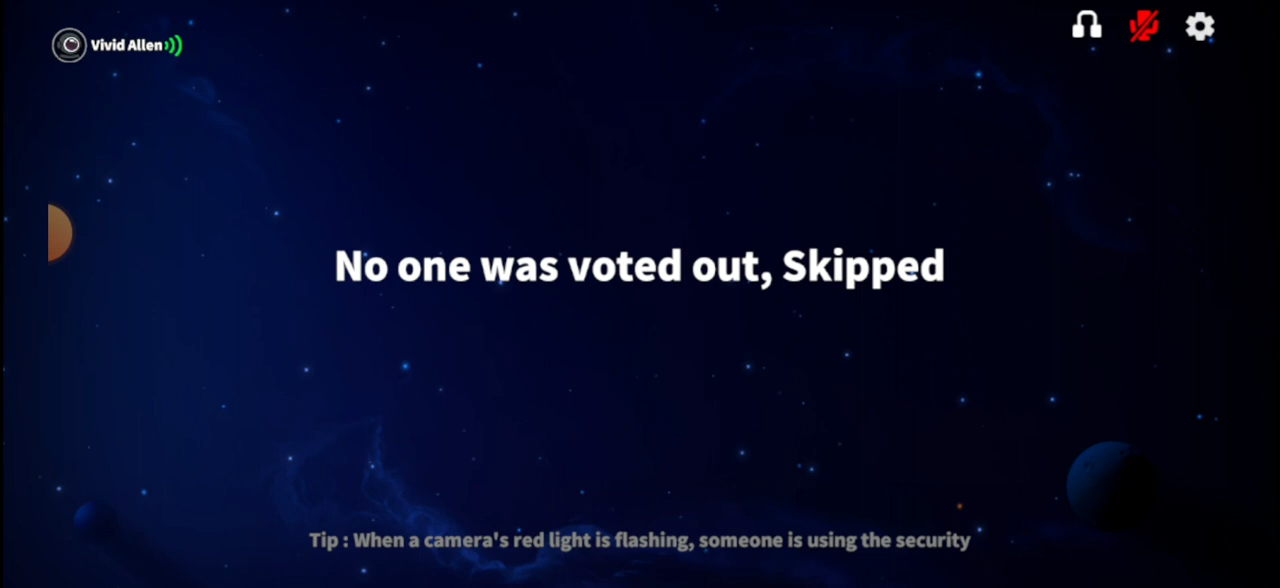 Vivid Allen
No one was voted out, Skipped
Tip : When a camera's red light is flashing, someone is using the security